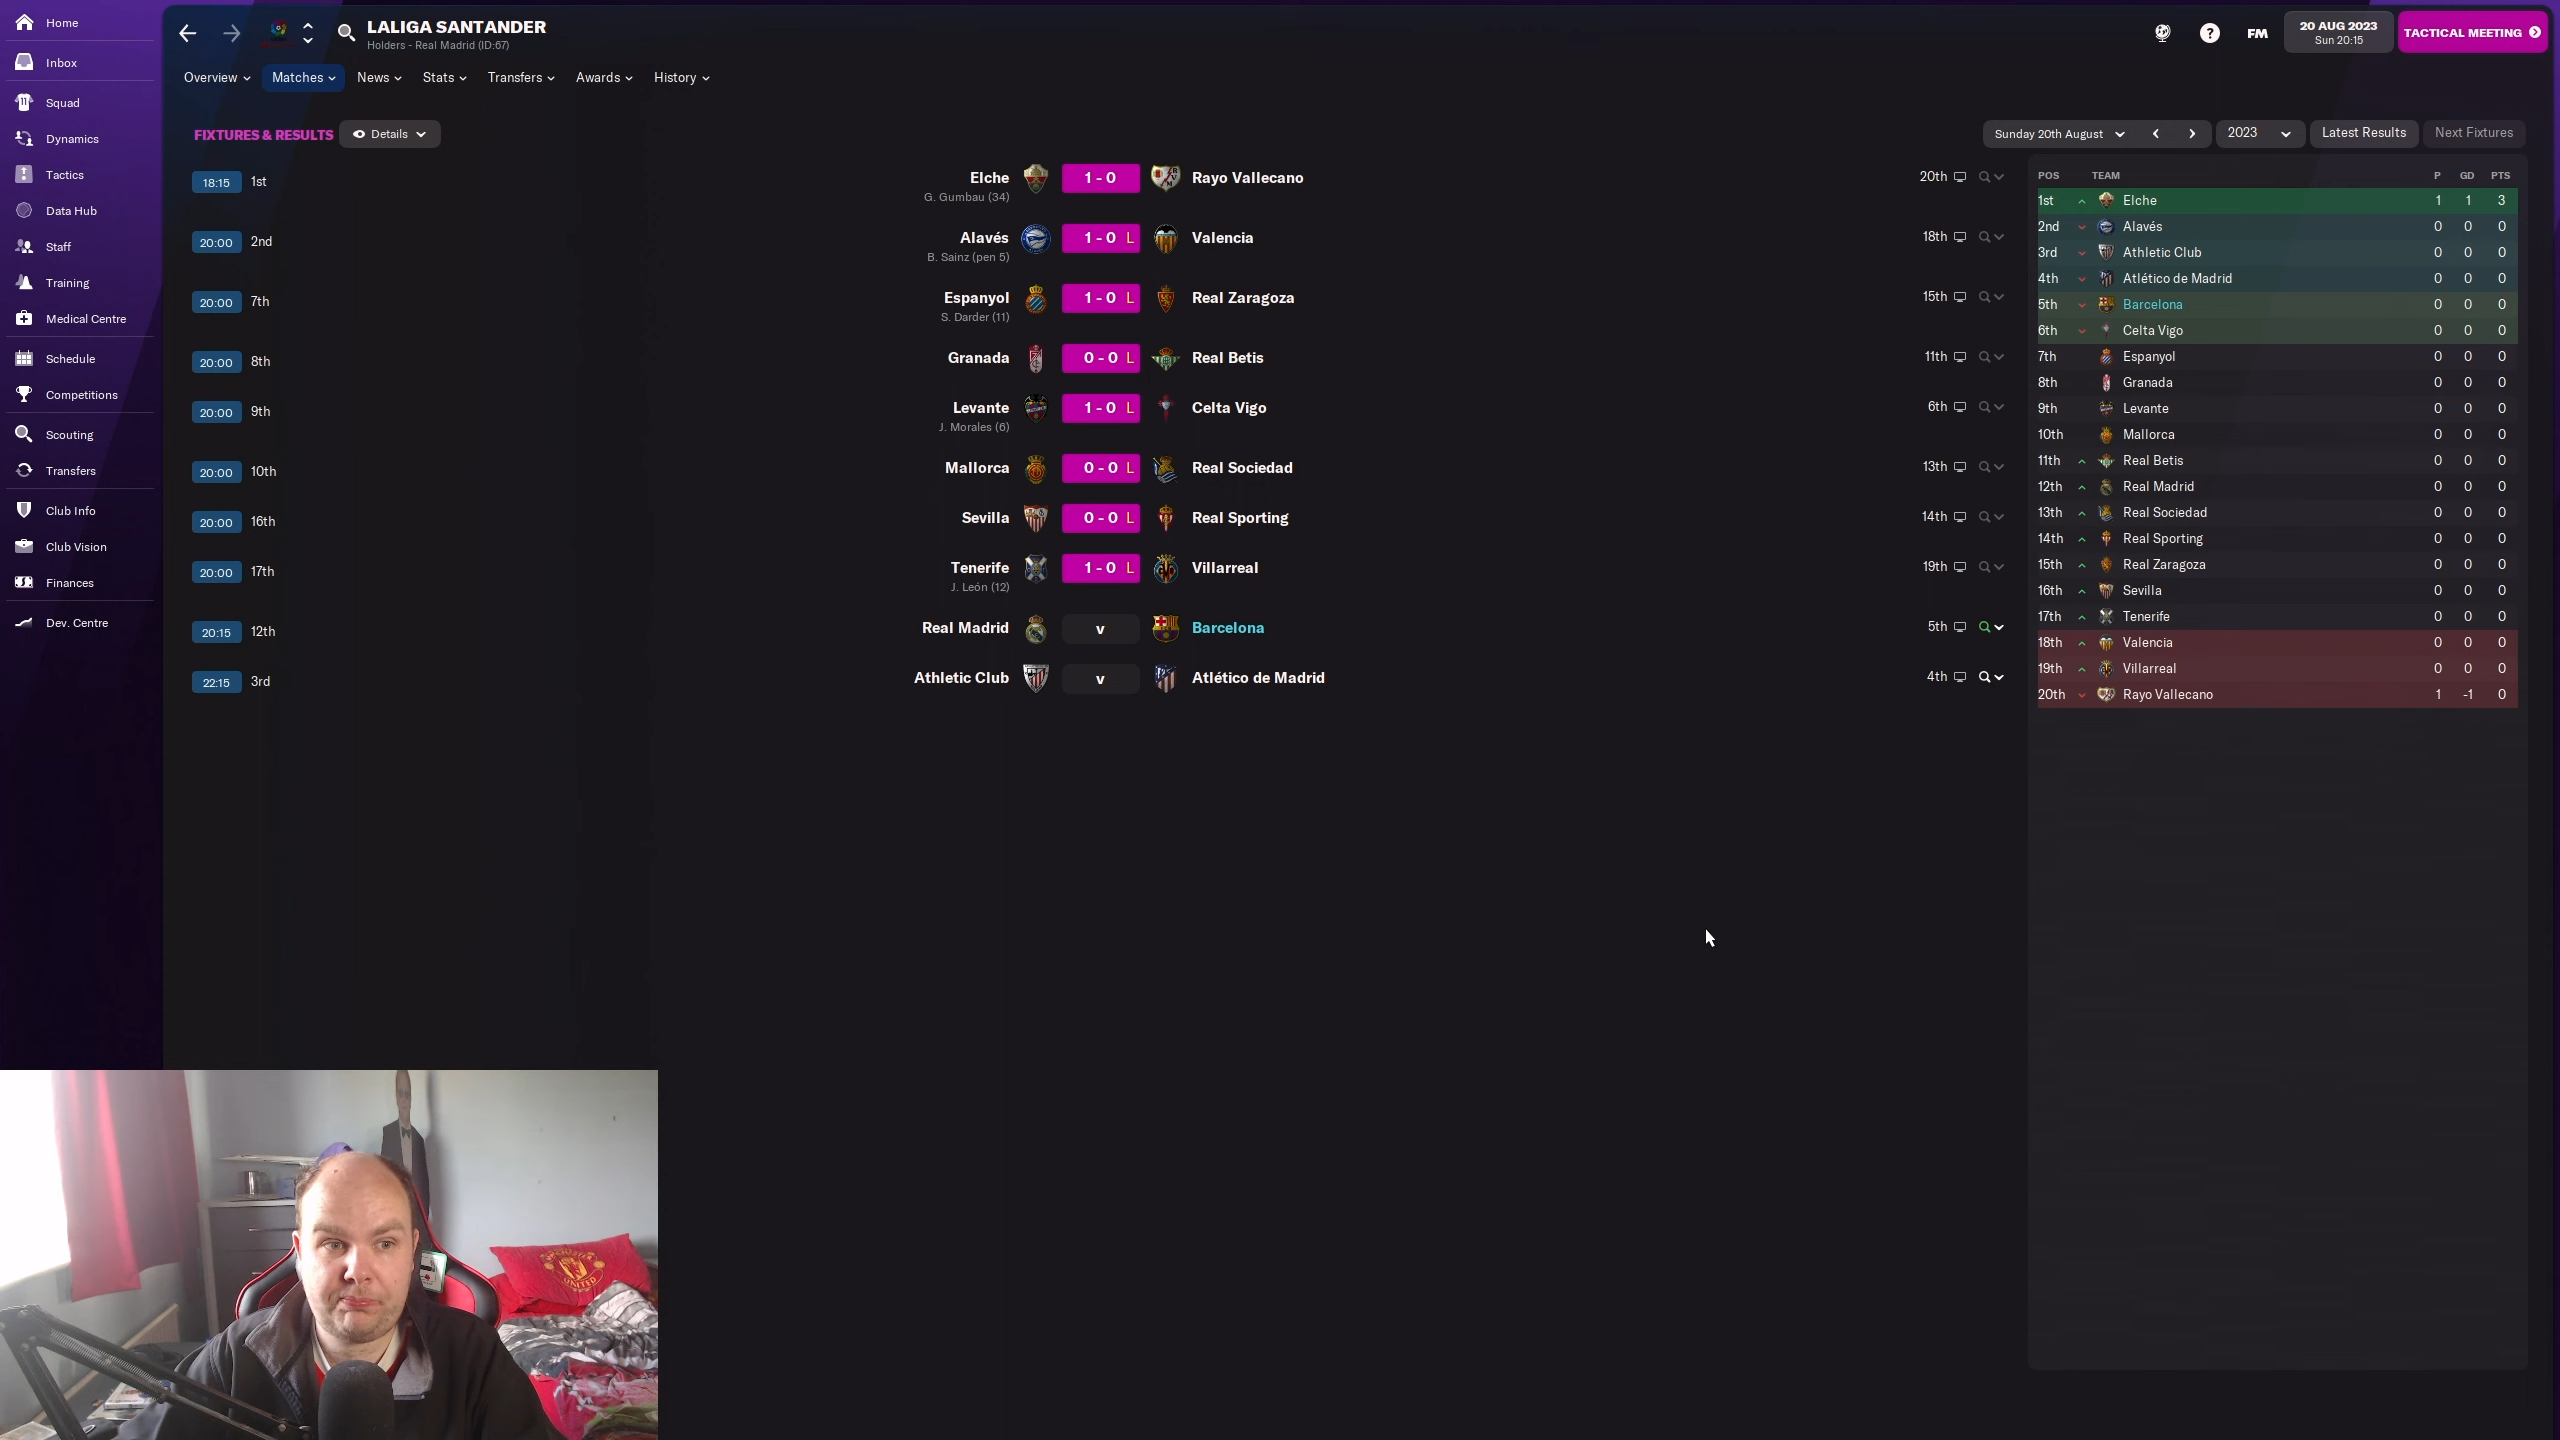 Home
Inbox
Squad
Dynamics
Tactics
Data Hub
Staff
Training
Medical Centre
Schedule
Competitions
Scouting
Transfers
Club Info
Club Vision
Finances
Dev. Centre
LALIGA SANTANDER
Holders - Real Madrid (ID:67)
? FM 20 AUG 2023 TACTICAL MEETING
Sun 20:15
Overview Matches News Stats Transfers Awards History
FIXTURES & RESULTS Details
Sunday 20th August 2023 Latest Results Next Fixtures
18:15 1st Elche 1 - 0 Rayo Vallecano 20th
G. Gumbau (34)
20:00 2nd Alavés 1 - 0 L Valencia 18th
B. Sainz (pen 5)
20:00 7th Espanyol 1 - 0 L Real Zaragoza 15th
S. Darder (11)
20:00 8th Granada 0 - 0 L Real Betis 11th
20:00 9th Levante 1 - 0 L Celta Vigo 6th
J. Morales (6)
20:00 10th Mallorca 0 - 0 L Real Sociedad 13th
20:00 16th Sevilla 0 - 0 L Real Sporting 14th
20:00 17th Tenerife 1 - 0 L Villarreal 19th
J. León (12)
20:15 12th Real Madrid v Barcelona 5th
22:15 3rd Athletic Club v Atlético de Madrid 4th
POS TEAM P GD PTS
1st Elche 1 1 3
2nd Alavés 0 0 0
3rd Athletic Club 0 0 0
4th Atlético de Madrid 0 0 0
5th Barcelona 0 0 0
6th Celta Vigo 0 0 0
7th Espanyol 0 0 0
8th Granada 0 0 0
9th Levante 0 0 0
10th Mallorca 0 0 0
11th Real Betis 0 0 0
12th Real Madrid 0 0 0
13th Real Sociedad 0 0 0
14th Real Sporting 0 0 0
15th Real Zaragoza 0 0 0
16th Sevilla 0 0 0
17th Tenerife 0 0 0
18th Valencia 0 0 0
19th Villarreal 0 0 0
20th Rayo Vallecano 1 -1 0
MANCHESTER
UNITED